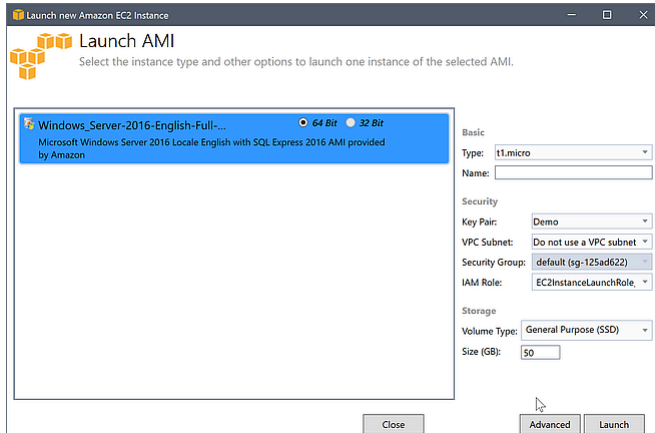 Launch new Amazon EC2 Instance
Launch AMI
Select the instance type and other options to launch one instance of the selected AMI.
Windows_Server-2016-English-Full-...
64 Bit
32 Bit
Microsoft Windows Server 2016 Locale English with SQL Express 2016 AMI provided
by Amazon
Basic
Type: t1.micro
Name:
Security
Key Pair: Demo
VPC Subnet: Do not use a VPC subnet
Security Group: default (sg-125ad622)
IAM Role: EC2InstanceLaunchRole,
Storage
Volume Type: General Purpose (SSD)
Size (GB): 50
Close
Advanced
Launch